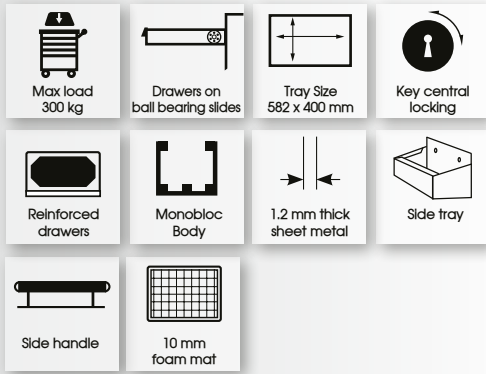 Max load
300 kg
Drawers on
ball bearing slides
Tray Size
582 x 400 mm
Key central
locking
Reinforced
drawers
Monobloc
Body
1.2 mm thick
sheet metal
Side tray
Side handle
10 mm
foam mat